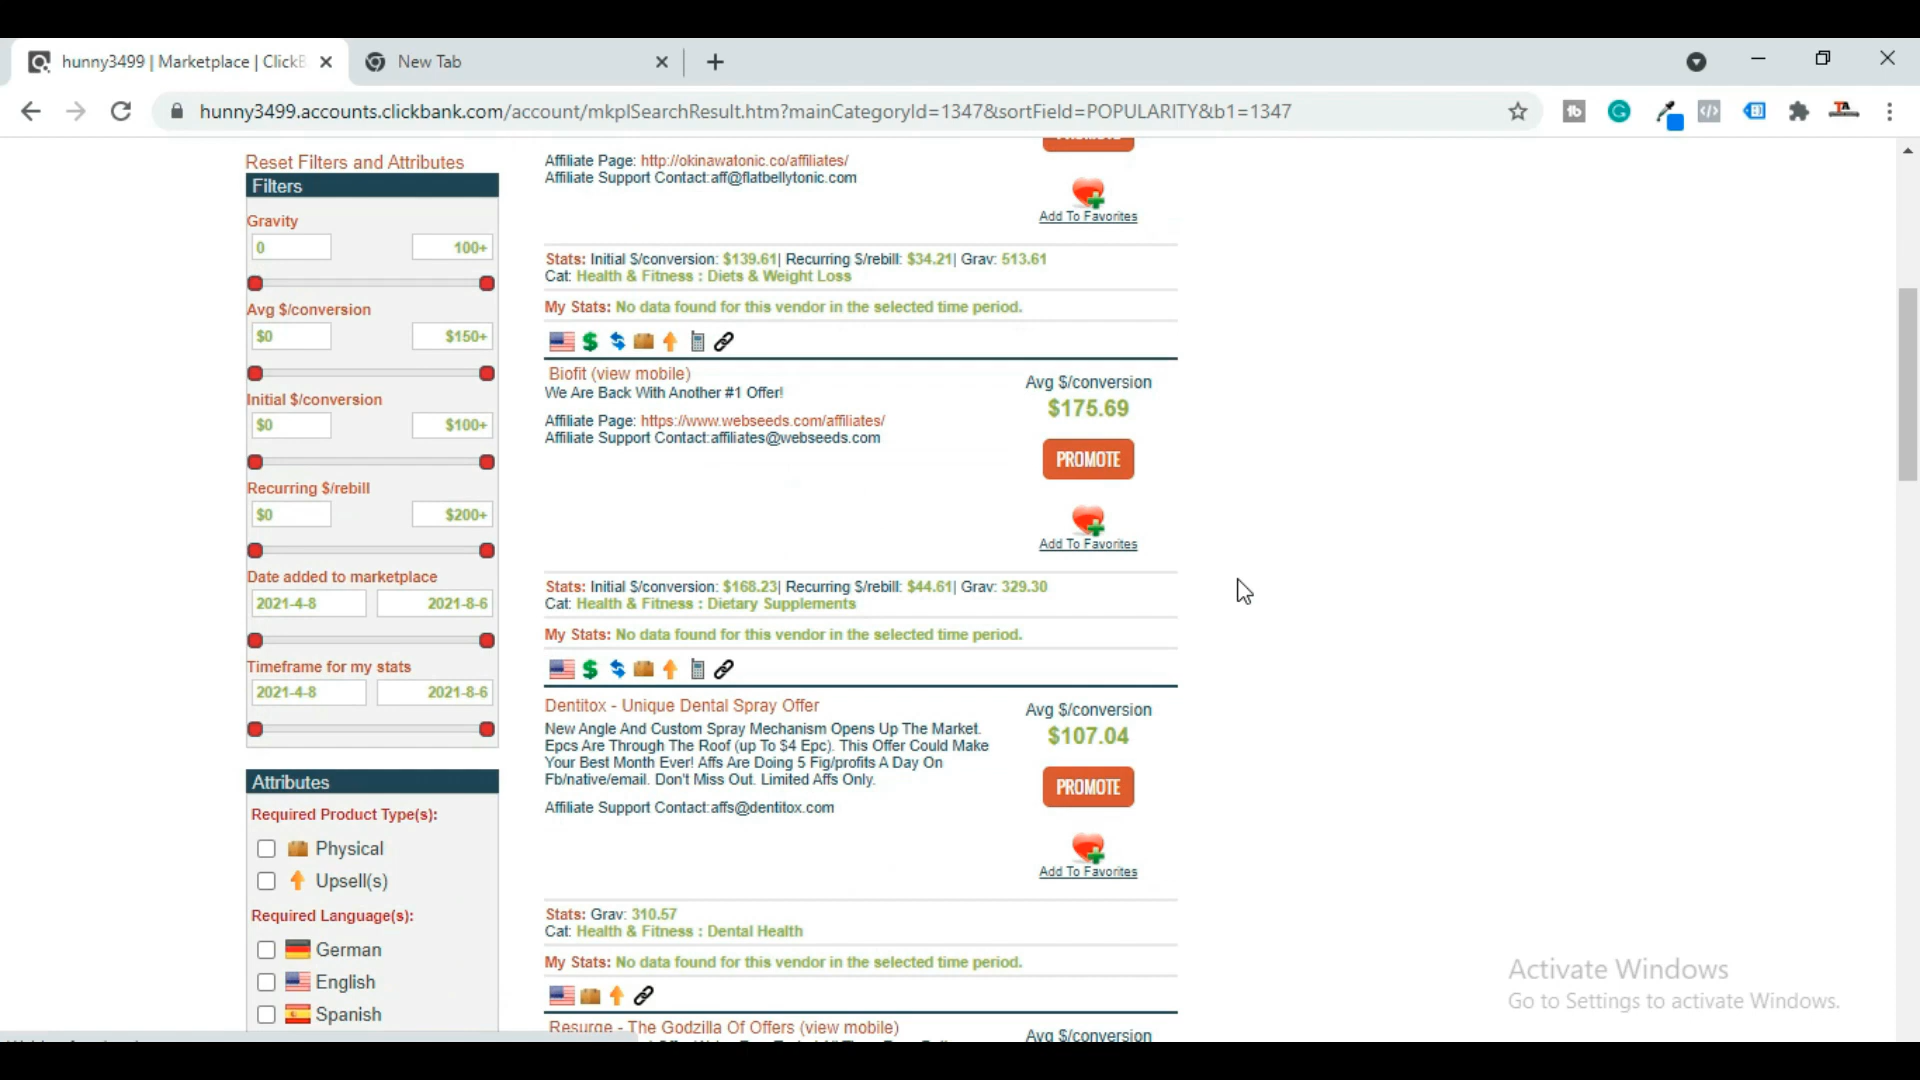 hunny3499 | Marketplace | ClickB
New Tab
hunny3499.accounts.clickbank.com/account/mkplSearchResult.htm?mainCategoryId=1347&sortField=POPULARITY&b1=1347
Reset Filters and Attributes
Filters
Gravity
0
100+
Avg $/conversion
$0
$150+
Initial $/conversion
$0
$100+
Recurring $/rebill
$0
$200+
Date added to marketplace
2021-4-8
2021-8-6
Timeframe for my stats
2021-4-8
2021-8-6
Attributes
Required Product Type(s):
Physical
Upsell(s)
Required Language(s):
German
English
Spanish
Affiliate Page: http://okinawatonic.co/affiliates/
Affiliate Support Contact:aff@flatbellytonic.com
Add To Favorites
Stats: Initial $/conversion: $139.61| Recurring $/rebill: $34.21| Grav: 513.61
Cat: Health & Fitness : Diets & Weight Loss
My Stats: No data found for this vendor in the selected time period.
Biofit (view mobile)
We Are Back With Another #1 Offer!
Affiliate Page: https://www.webseeds.com/affiliates/
Affiliate Support Contact:affiliates@webseeds.com
Avg $/conversion
$175.69
PROMOTE
Add To Favorites
Stats: Initial $/conversion: $168.23| Recurring $/rebill: $44.61| Grav: 329.30
Cat: Health & Fitness : Dietary Supplements
My Stats: No data found for this vendor in the selected time period.
Dentitox - Unique Dental Spray Offer
New Angle And Custom Spray Mechanism Opens Up The Market.
Epcs Are Through The Roof (up To $4 Epc). This Offer Could Make
Your Best Month Ever! Affs Are Doing 5 Fig/profits A Day On
Fb/native/email. Don't Miss Out. Limited Affs Only.
Affiliate Support Contact:affs@dentitox.com
Avg $/conversion
$107.04
PROMOTE
Add To Favorites
Stats: Grav: 310.57
Cat: Health & Fitness : Dental Health
My Stats: No data found for this vendor in the selected time period.
Resurge - The Godzilla Of Offers (view mobile)
Avg $/conversion
Activate Windows
Go to Settings to activate Windows.